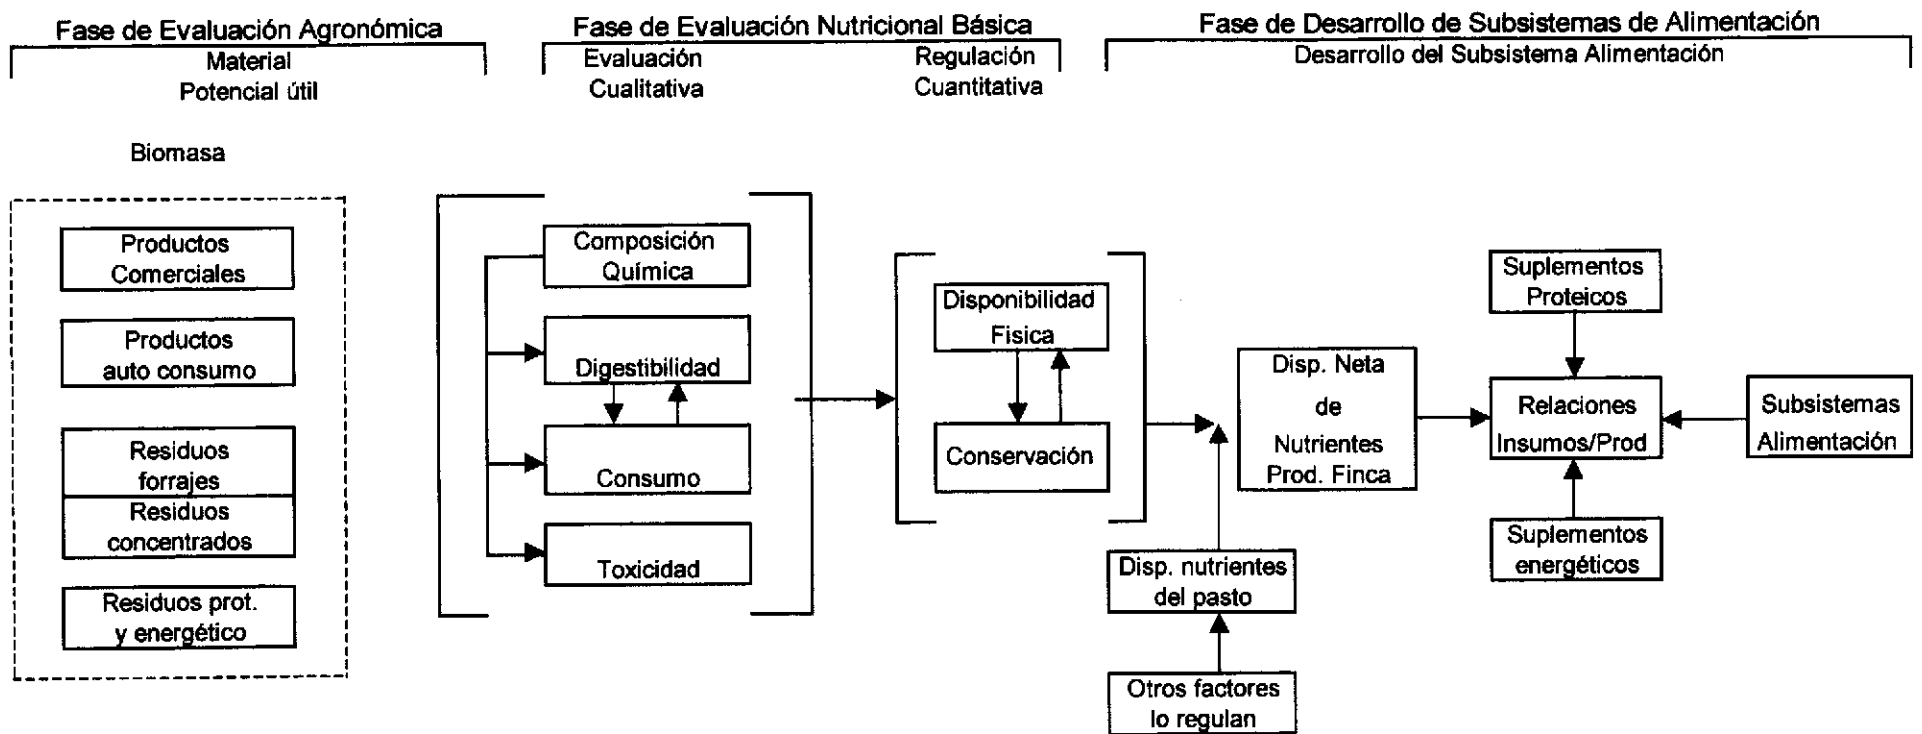 Fase de Evaluación Agronómica
Material
Potencial útil
Biomasa
Productos
Comerciales
Productos
auto consumo
Residuos
forrajes
Residuos
concentrados
Residuos prot.
y energético
Fase de Evaluación Nutricional Básica
Evaluación
Cualitativa
Regulación
Cuantitativa
Composición
Química
Digestibilidad
Consumo
Toxicidad
Disponibilidad
Fisica
Conservación
Fase de Desarrollo de Subsistemas de Alimentación
Desarrollo del Subsistema Alimentación
Disp. nutrientes
del pasto
Otros factores
lo regulan
Disp. Neta
de
Nutrientes
Prod. Finca
Suplementos
Proteicos
Relaciones
Insumos/Prod
Suplementos
energéticos
Subsistemas
Alimentación